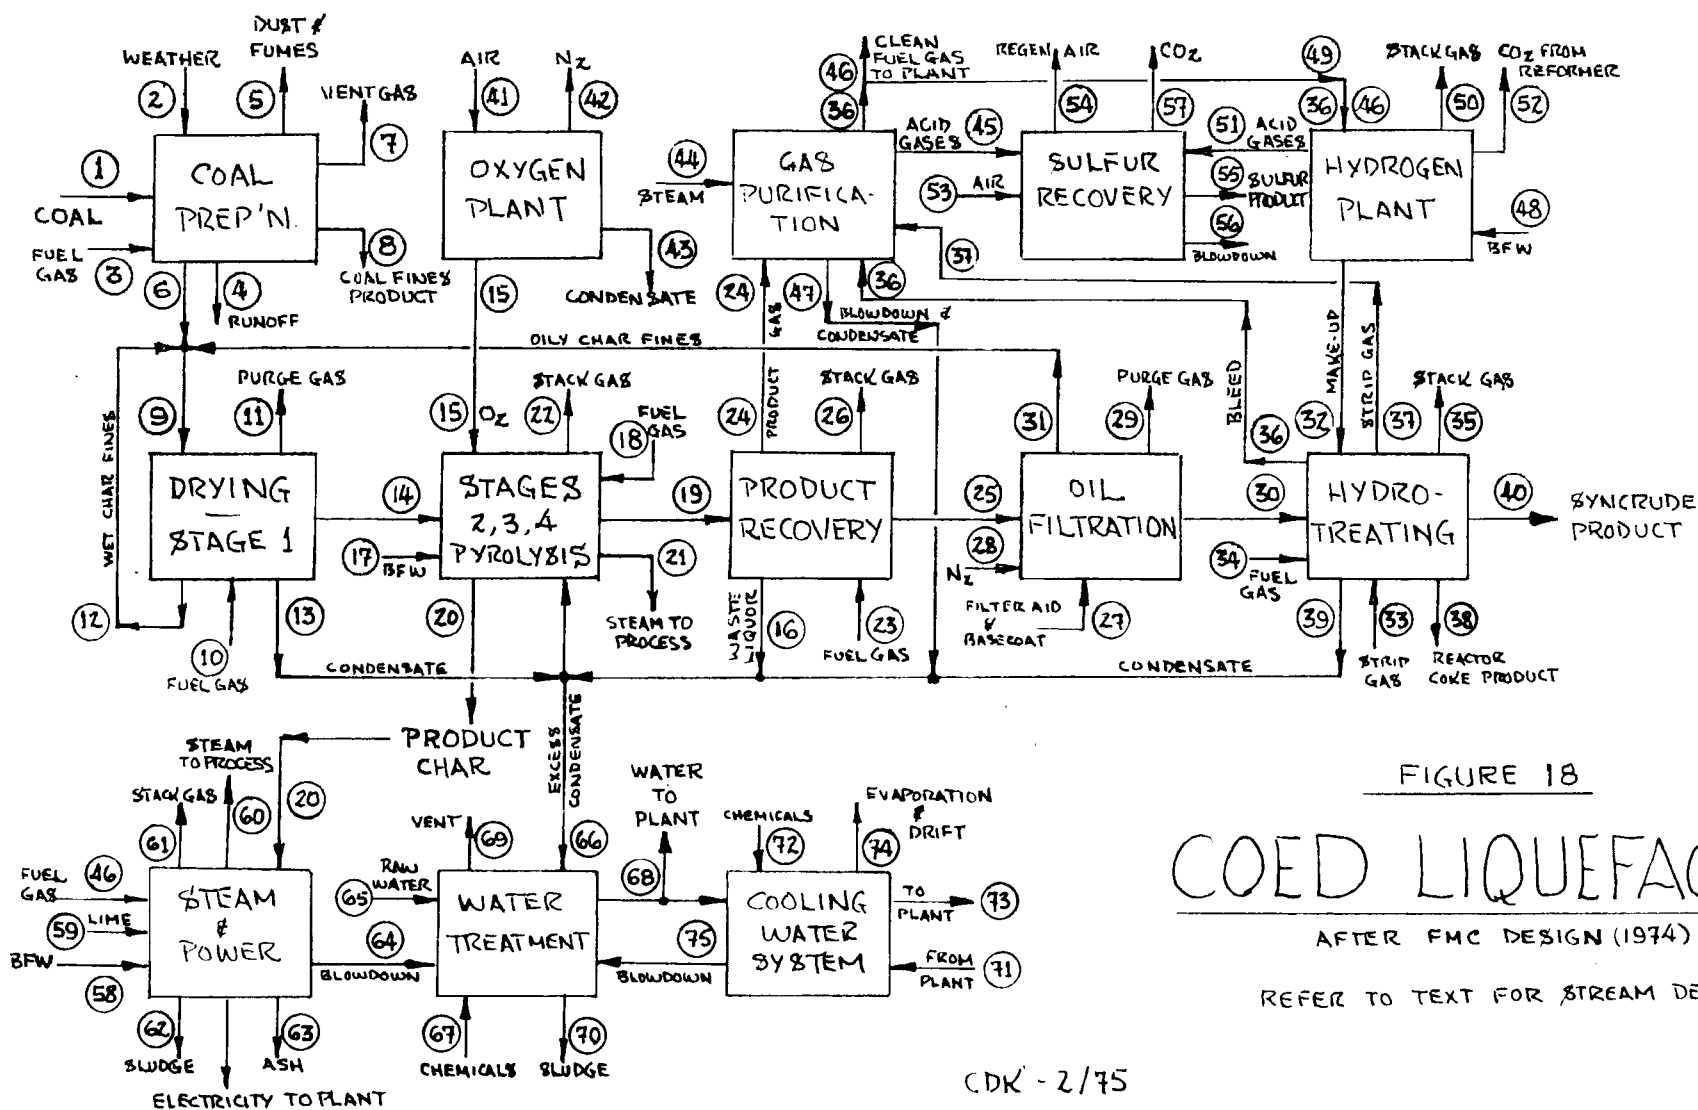 DUST &
FUMES
WEATHER
2
5
VENT GAS
7
1
COAL
PREP'N.
COAL
FUEL
GAS
3
6
4
RUNOFF
8
COAL FINES
PRODUCT
AIR
N2
41
42
OXYGEN
PLANT
15
43
CONDENSATE
CLEAN
FUEL GAS
TO PLANT
46
36
ACID
GASES
45
44
STEAM
GAS
PURIFICA-
TION
24
47
36
37
BLOWDOWN &
CONDENSATE
REGEN AIR
CO2
54
57
53
AIR
SULFUR
RECOVERY
51
ACID
GASES
55
SULFUR
PRODUCT
56
BLOWDOWN
49
36
46
STACK GAS
50
CO2 FROM
REFORMER
52
HYDROGEN
PLANT
48
BFW
OILY CHAR FINES
WET CHAR FINES
PURGE GAS
9
11
DRYING
STAGE 1
14
12
10
FUEL GAS
13
CONDENSATE
15
O2
STACK GAS
22
FUEL
GAS
18
STAGES
2, 3, 4
PYROLYSIS
17
BFW
19
21
STEAM TO
PROCESS
20
PRODUCT GAS
24
STACK GAS
26
PRODUCT
RECOVERY
25
WASTE
LIQUOR
16
23
FUEL GAS
31
PURGE GAS
29
OIL
FILTRATION
28
N2
FILTER AID
&
BASECOAT
27
30
BLEED
36
MAKE-UP
32
STRIP GAS
37
STACK GAS
35
HYDRO-
TREATING
34
FUEL
GAS
40
SYNCRUDE
PRODUCT
39
33
STRIP
GAS
38
REACTOR
COKE PRODUCT
CONDENSATE
PRODUCT
CHAR
EXCESS
CONDENSATE
STEAM
TO PROCESS
STACK GAS
61
60
20
FUEL
GAS
46
59
LIME
BFW
58
STEAM
&
POWER
62
SLUDGE
63
ASH
ELECTRICITY TO PLANT
64
BLOWDOWN
VENT
69
66
RAW
WATER
65
WATER
TREATMENT
67
CHEMICALS
70
SLUDGE
WATER
TO
PLANT
68
75
BLOWDOWN
CHEMICALS
72
EVAPORATION
&
DRIFT
74
COOLING
WATER
SYSTEM
TO
PLANT
73
FROM
PLANT
71
FIGURE 18
COED LIQUEFAC
AFTER FMC DESIGN (1974)
REFER TO TEXT FOR STREAM DE
CDK - 2/75